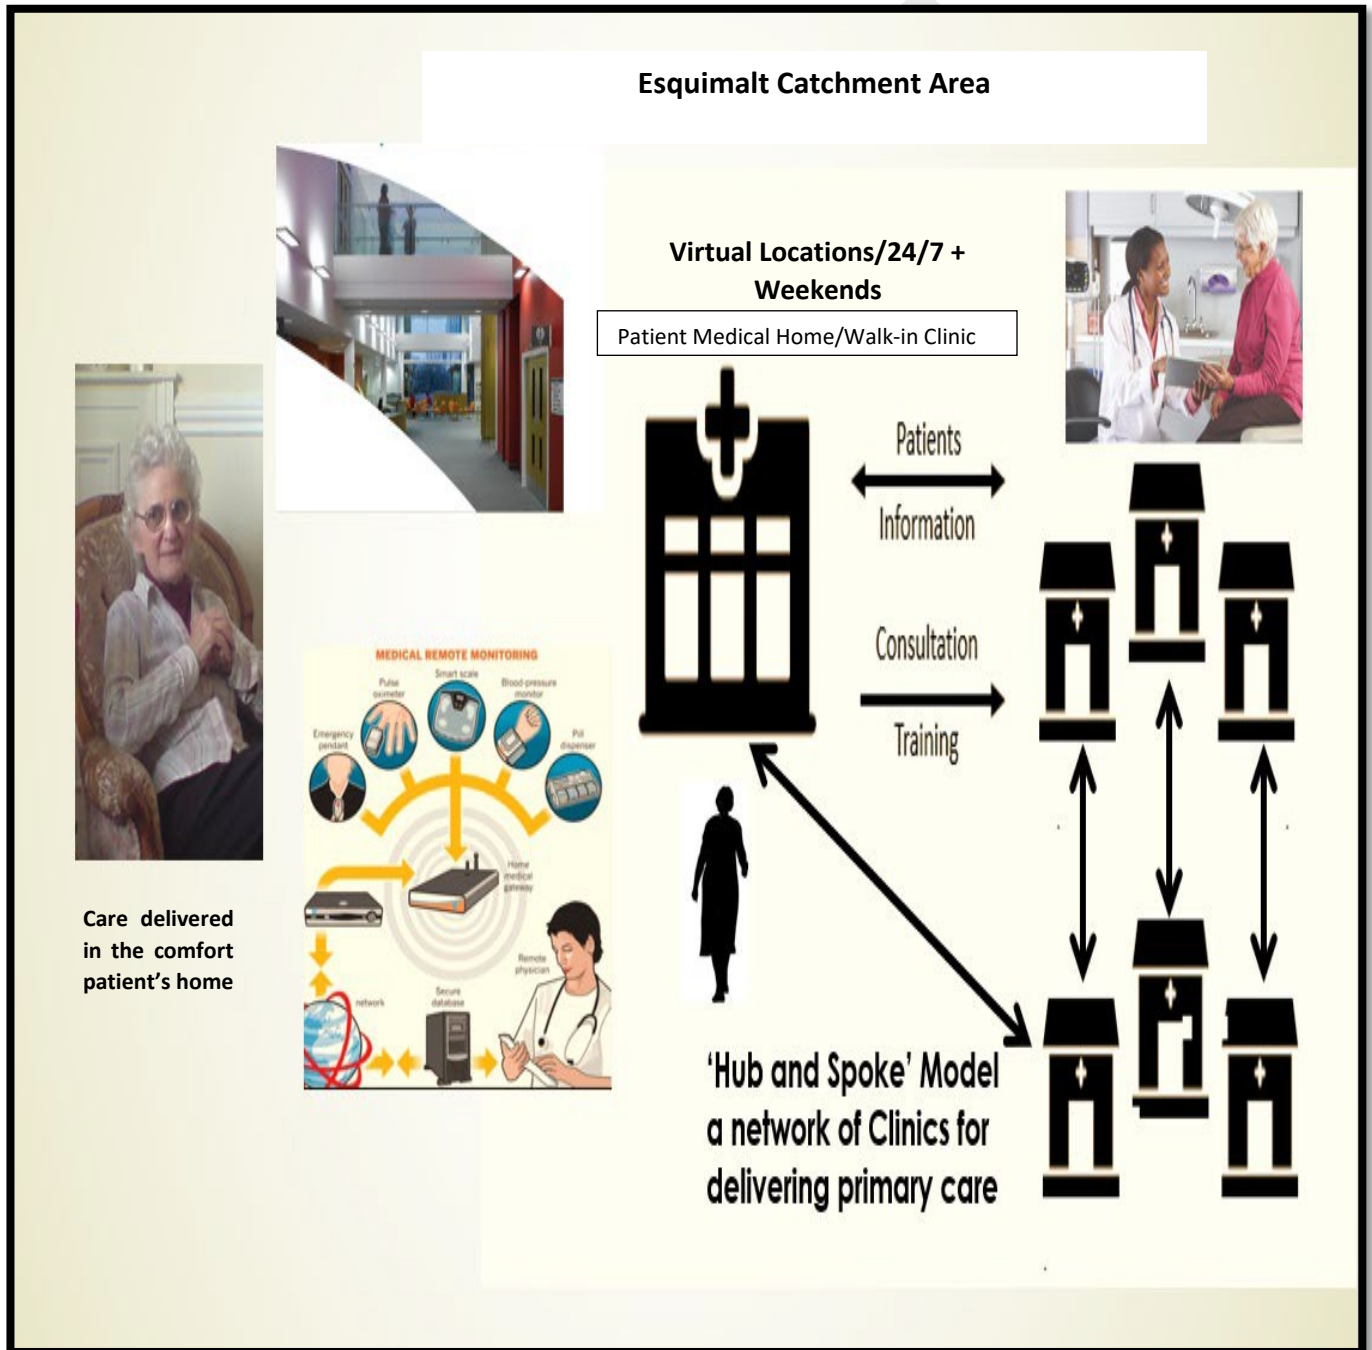 Esquimalt Catchment Area
Virtual Locations/24/7 +
Weekends
Patient Medical Home/Walk-in Clinic
Patients
Information
Consultation
Training
MEDICAL REMOTE MONITORING
Smart scale
Pulse
oximeter
Blood-pressure
monitor
Emergency
pendant
Pill
dispenser
Home
medical
gateway
Remote
physician
Secure
database
network
Care delivered
in the comfort
patient's home
'Hub and Spoke' Model
a network of Clinics for
delivering primary care